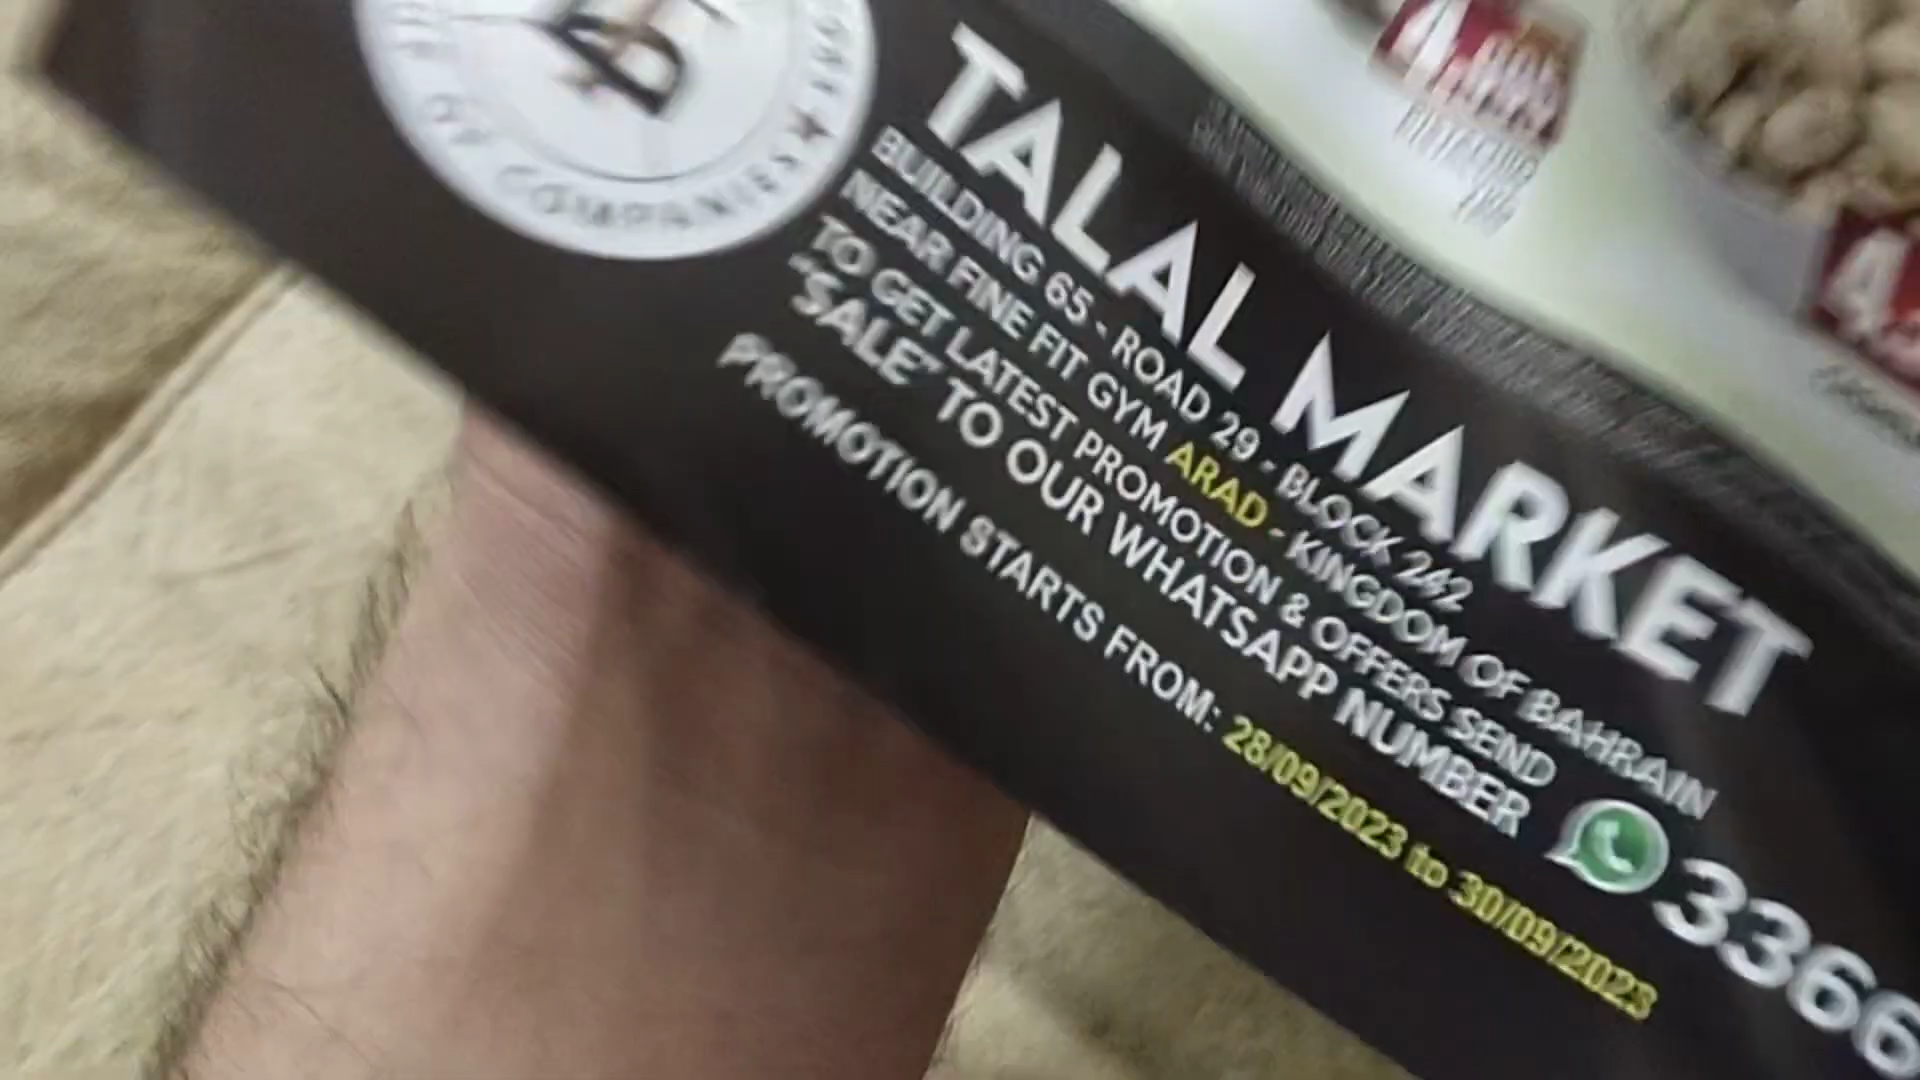 OF COMPANIES
TALAL MARKET
BUILDING 65 - ROAD 29 - BLOCK 242
NEAR FINE FIT GYM ARAD - KINGDOM OF BAHRAIN
TO GET LATEST PROMOTION & OFFERS SEND
"SALE" TO OUR WHATSAPP NUMBER
3366
PROMOTION STARTS FROM: 28/09/2023 to 30/09/2023